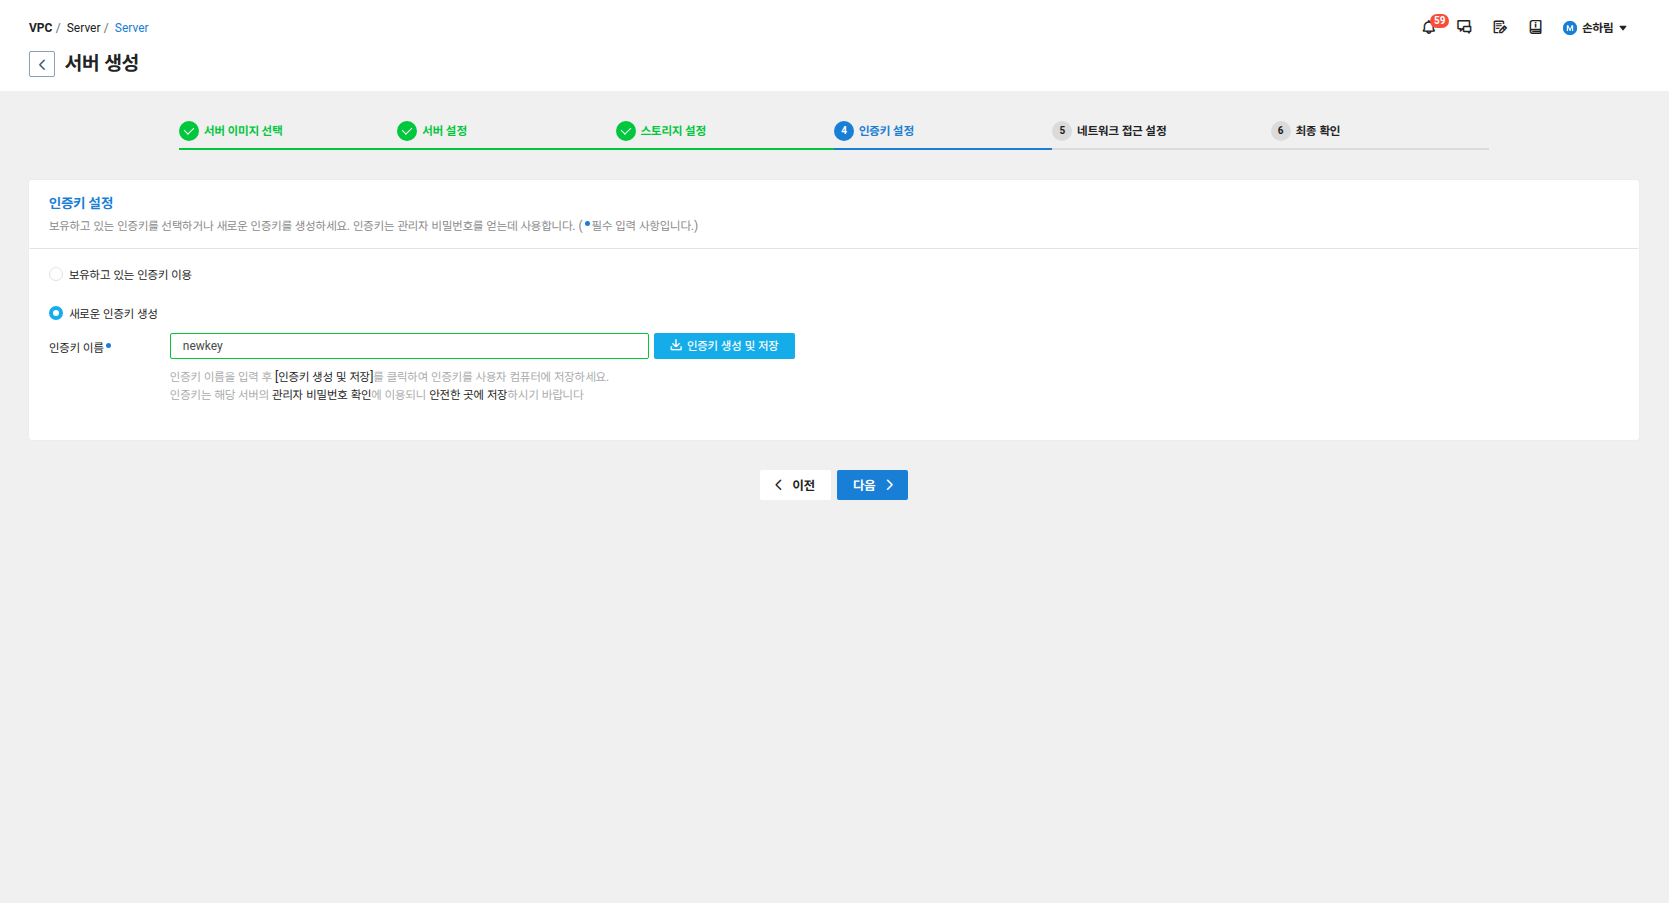 VPC / Server / Server
59
M 손하림
서버 생성
서버 이미지 선택
서버 설정
스토리지 설정
4 인증키 설정
5 네트워크 접근 설정
6 최종 확인
인증키 설정
보유하고 있는 인증키를 선택하거나 새로운 인증키를 생성하세요. 인증키는 관리자 비밀번호를 얻는데 사용합니다. (•필수 입력 사항입니다.)
보유하고 있는 인증키 이용
새로운 인증키 생성
인증키 이름•
newkey
인증키 생성 및 저장
인증키 이름을 입력 후 [인증키 생성 및 저장]를 클릭하여 인증키를 사용자 컴퓨터에 저장하세요.
인증키는 해당 서버의 관리자 비밀번호 확인에 이용되니 안전한 곳에 저장하시기 바랍니다
이전
다음